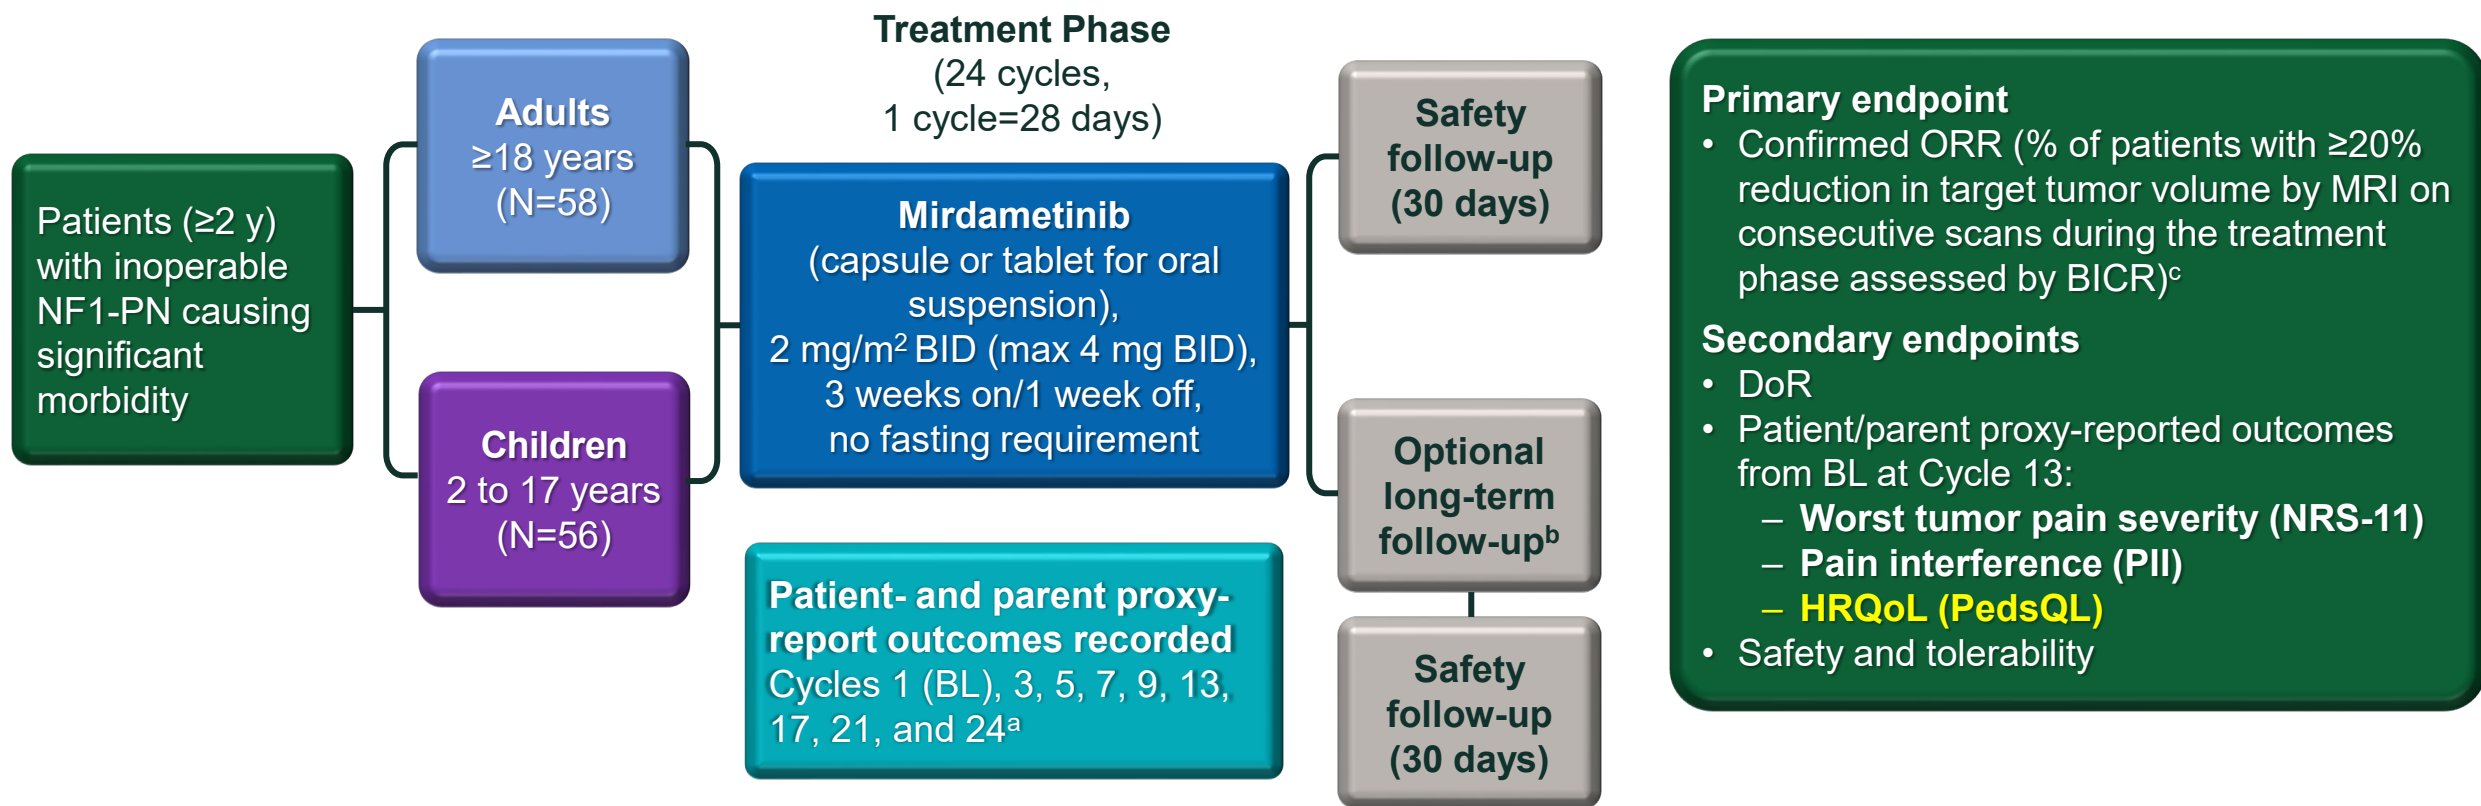 Patients (≥2 y)
with inoperable
NF1-PN causing
significant
morbidity
Adults
≥18 years
(N=58)
Children
2 to 17 years
(N=56)
Treatment Phase
(24 cycles,
1 cycle=28 days)
Mirdametinib
(capsule or tablet for oral
suspension),
2 mg/m² BID (max 4 mg BID),
3 weeks on/1 week off,
no fasting requirement
Patient- and parent proxy-
report outcomes recorded
Cycles 1 (BL), 3, 5, 7, 9, 13,
17, 21, and 24ᵃ
Safety
follow-up
(30 days)
Optional
long-term
follow-upᵇ
Safety
follow-up
(30 days)
Primary endpoint
• Confirmed ORR (% of patients with ≥20%
reduction in target tumor volume by MRI on
consecutive scans during the treatment
phase assessed by BICR)ᶜ
Secondary endpoints
• DoR
• Patient/parent proxy-reported outcomes
from BL at Cycle 13:
– Worst tumor pain severity (NRS-11)
– Pain interference (PII)
– HRQoL (PedsQL)
• Safety and tolerability